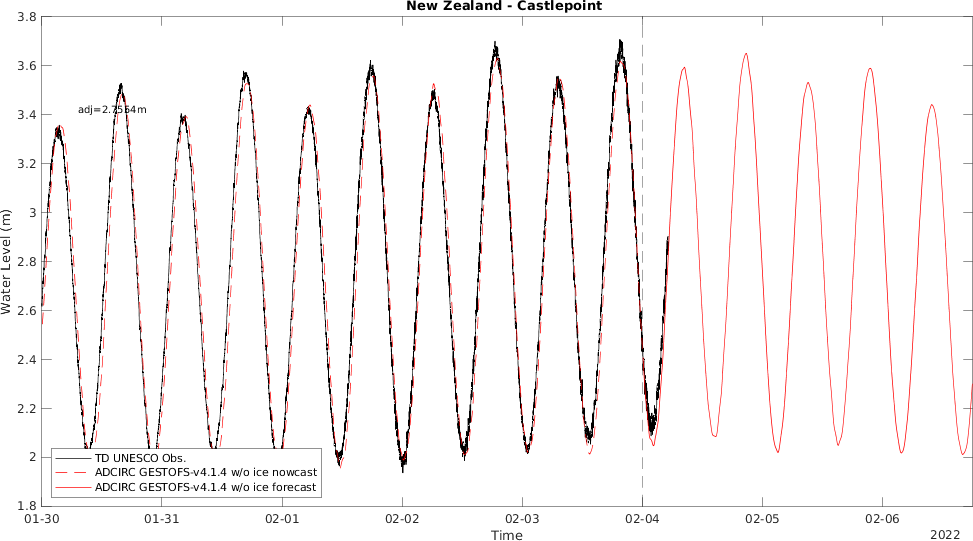 New Zealand - Castlepoint
3.8
3.6
3.4
3.2
3
2.8
2.6
2.4
2.2
2
1.8
Water Level (m)
adj=2.7564m
TD UNESCO Obs.
ADCIRC GESTOFS-v4.1.4 w/o ice nowcast
ADCIRC GESTOFS-v4.1.4 w/o ice forecast
01-30 01-31 02-01 02-02 02-03 02-04 02-05 02-06
Time
2022